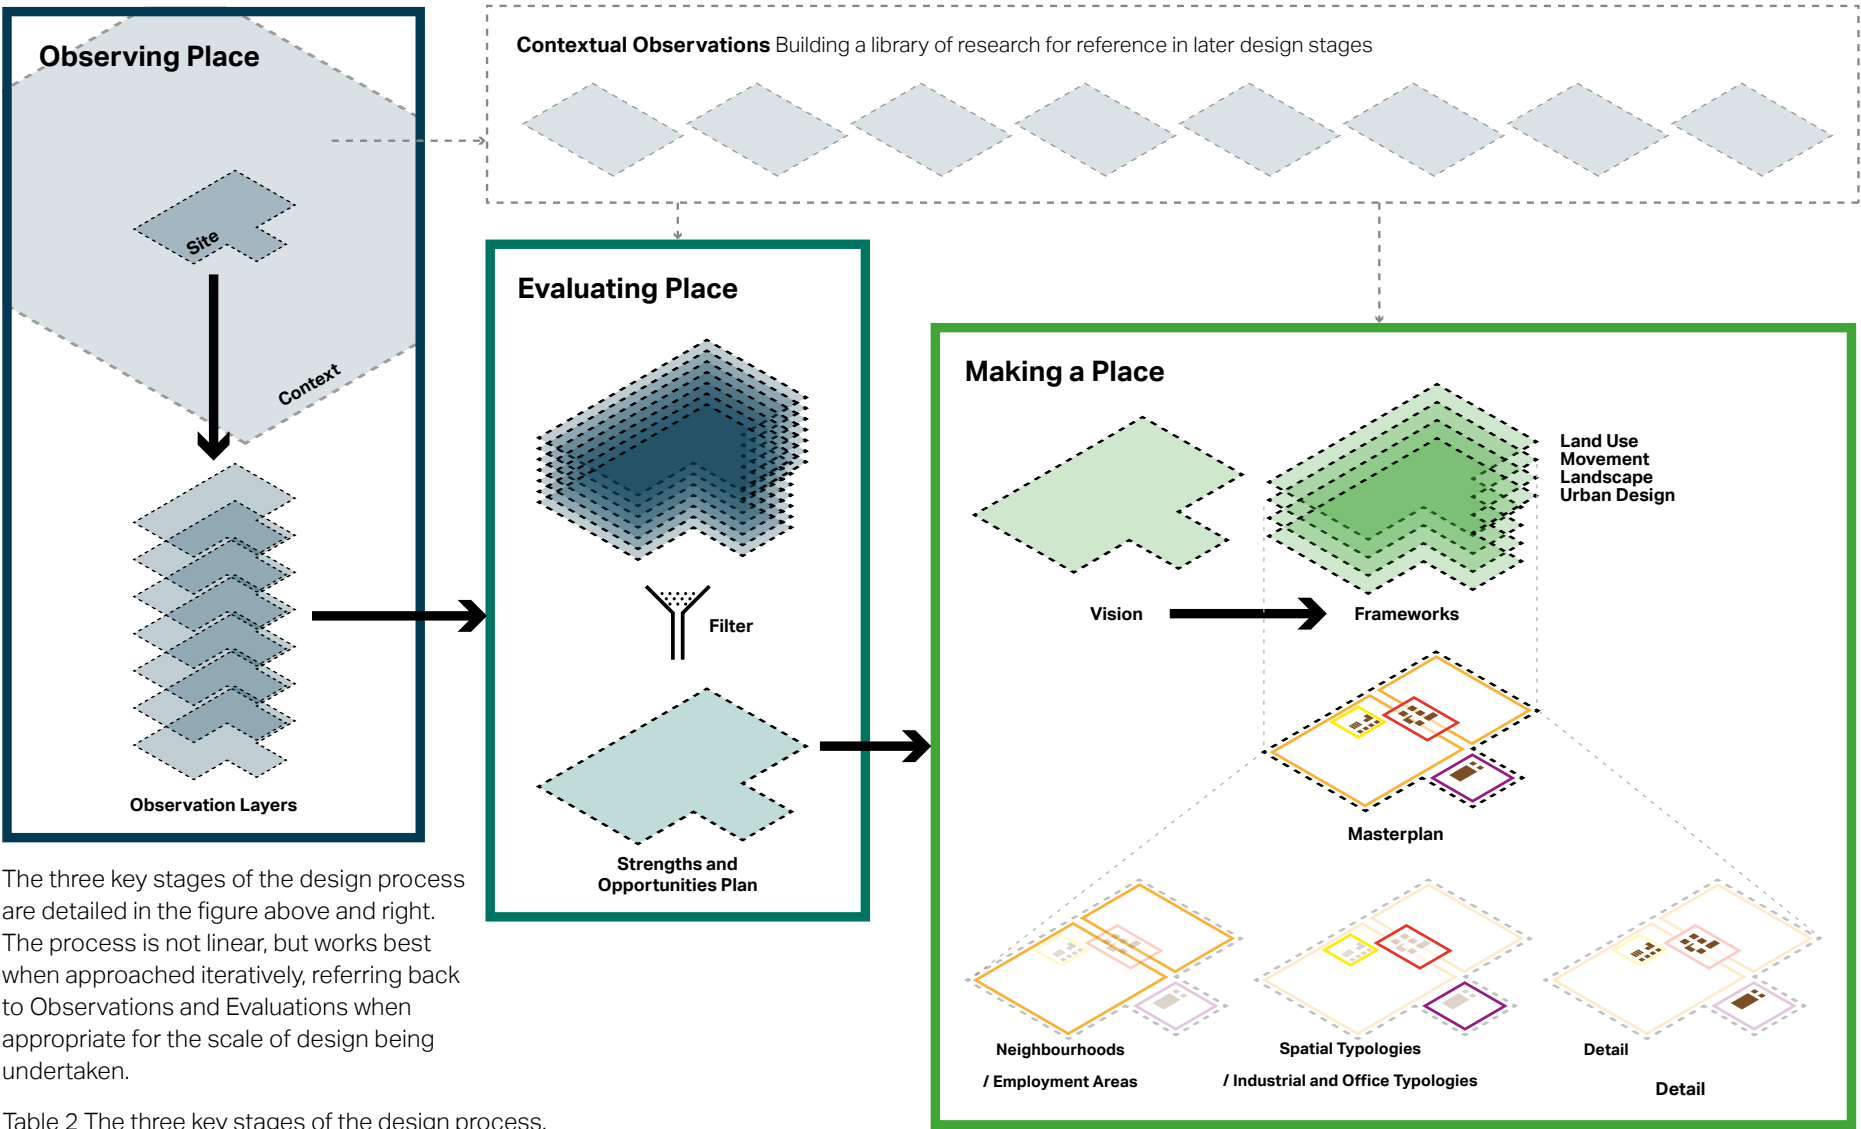 Observing Place
Contextual Observations Building a library of research for reference in later design stages
Site
Context
Observation Layers
Evaluating Place
Filter
Strengths and
Opportunities Plan
Making a Place
Land Use
Movement
Landscape
Urban Design
Vision
Frameworks
Masterplan
Neighbourhoods
/ Employment Areas
Spatial Typologies
/ Industrial and Office Typologies
Detail
Detail
The three key stages of the design process
are detailed in the figure above and right.
The process is not linear, but works best
when approached iteratively, referring back
to Observations and Evaluations when
appropriate for the scale of design being
undertaken.
Table 2 The three key stages of the design process.